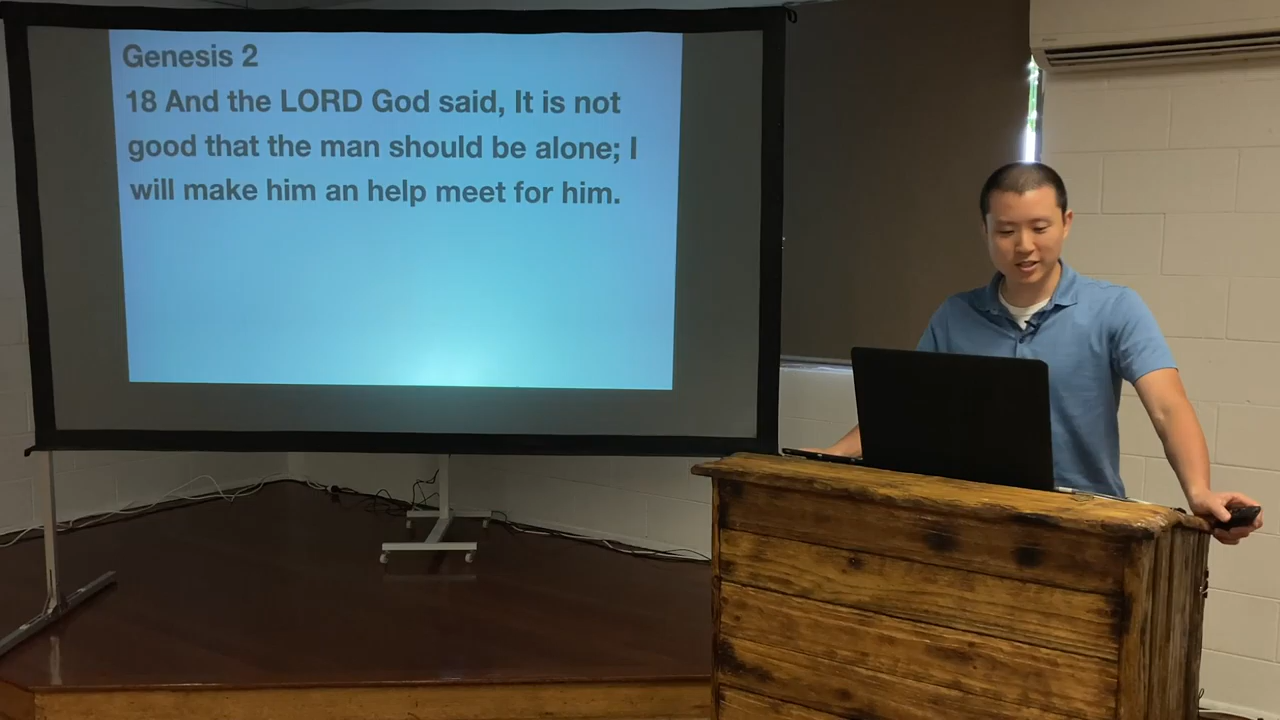 Genesis 2
18 And the LORD God said, It is not
good that the man should be alone; I
will make him an help meet for him.